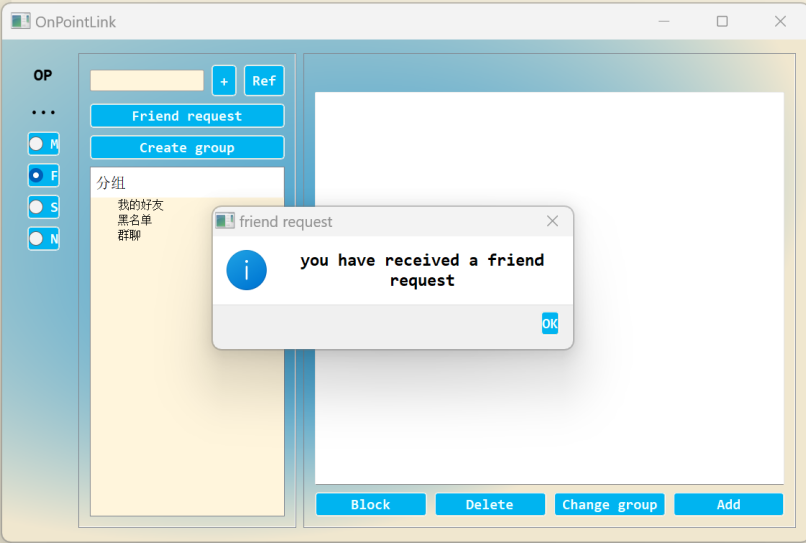 OnPointLink
OP
...
M
F
S
N
+
Ref
Friend request
Create group
分组
我的好友
黑名单
群聊
friend request
you have received a friend
request
OK
Block
Delete
Change group
Add